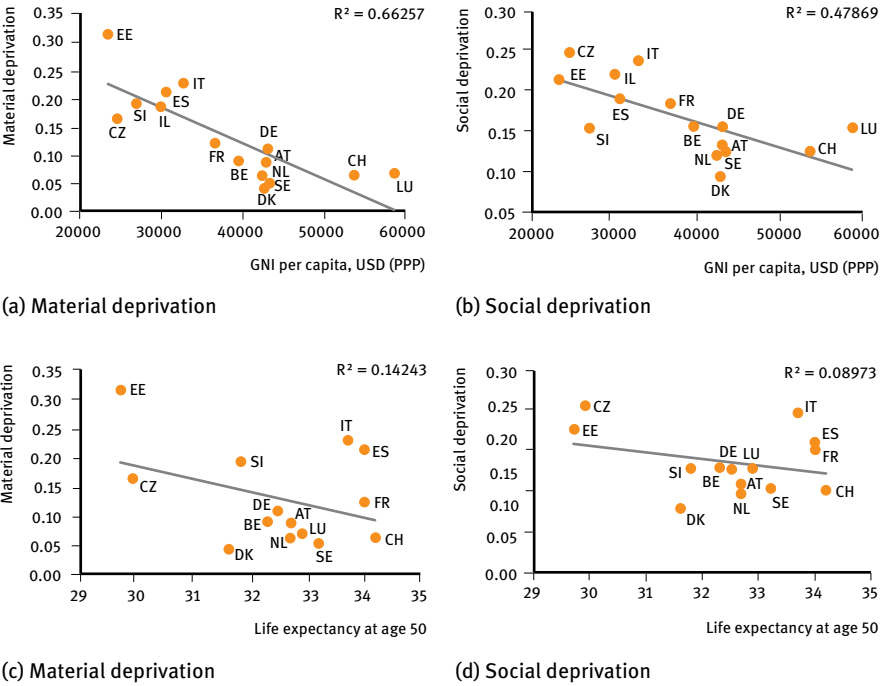 R² = 0.66257
Material deprivation
0.35
0.30
0.25
0.20
0.15
0.10
0.05
0.00
EE
IT
ES
SI
IL
CZ
FR
DE
AT
BE
NL
SE
DK
CH
LU
20000 30000 40000 50000 60000
GNI per capita, USD (PPP)
(a) Material deprivation
R² = 0.47869
Social deprivation
0.30
0.25
0.20
0.15
0.10
0.05
CZ
IT
EE
IL
ES
FR
SI
DE
BE
AT
NL
SE
DK
CH
LU
20000 30000 40000 50000 60000
GNI per capita, USD (PPP)
(b) Social deprivation
R² = 0.14243
Material deprivation
0.35
0.30
0.25
0.20
0.15
0.10
0.05
0.00
EE
IT
ES
SI
CZ
FR
DE
AT
BE
LU
NL
CH
DK
SE
29 30 31 32 33 34 35
Life expectancy at age 50
(c) Material deprivation
R² = 0.08973
Social deprivation
0.30
0.25
0.20
0.15
0.10
0.05
0.00
CZ
IT
EE
ES
DE LU
FR
SI
BE
AT
NL
SE
CH
DK
29 30 31 32 33 34 35
Life expectancy at age 50
(d) Social deprivation